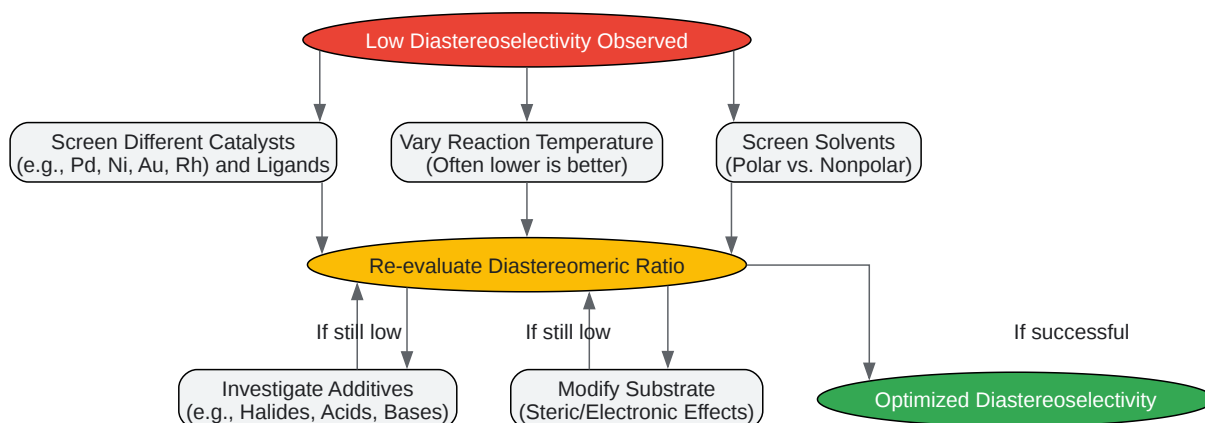 Low Diastereoselectivity Observed
Screen Different Catalysts
(e.g., Pd, Ni, Au, Rh) and Ligands
Vary Reaction Temperature
(Often lower is better)
Screen Solvents
(Polar vs. Nonpolar)
Re-evaluate Diastereomeric Ratio
If still low
If still low
If successful
Investigate Additives
(e.g., Halides, Acids, Bases)
Modify Substrate
(Steric/Electronic Effects)
Optimized Diastereoselectivity